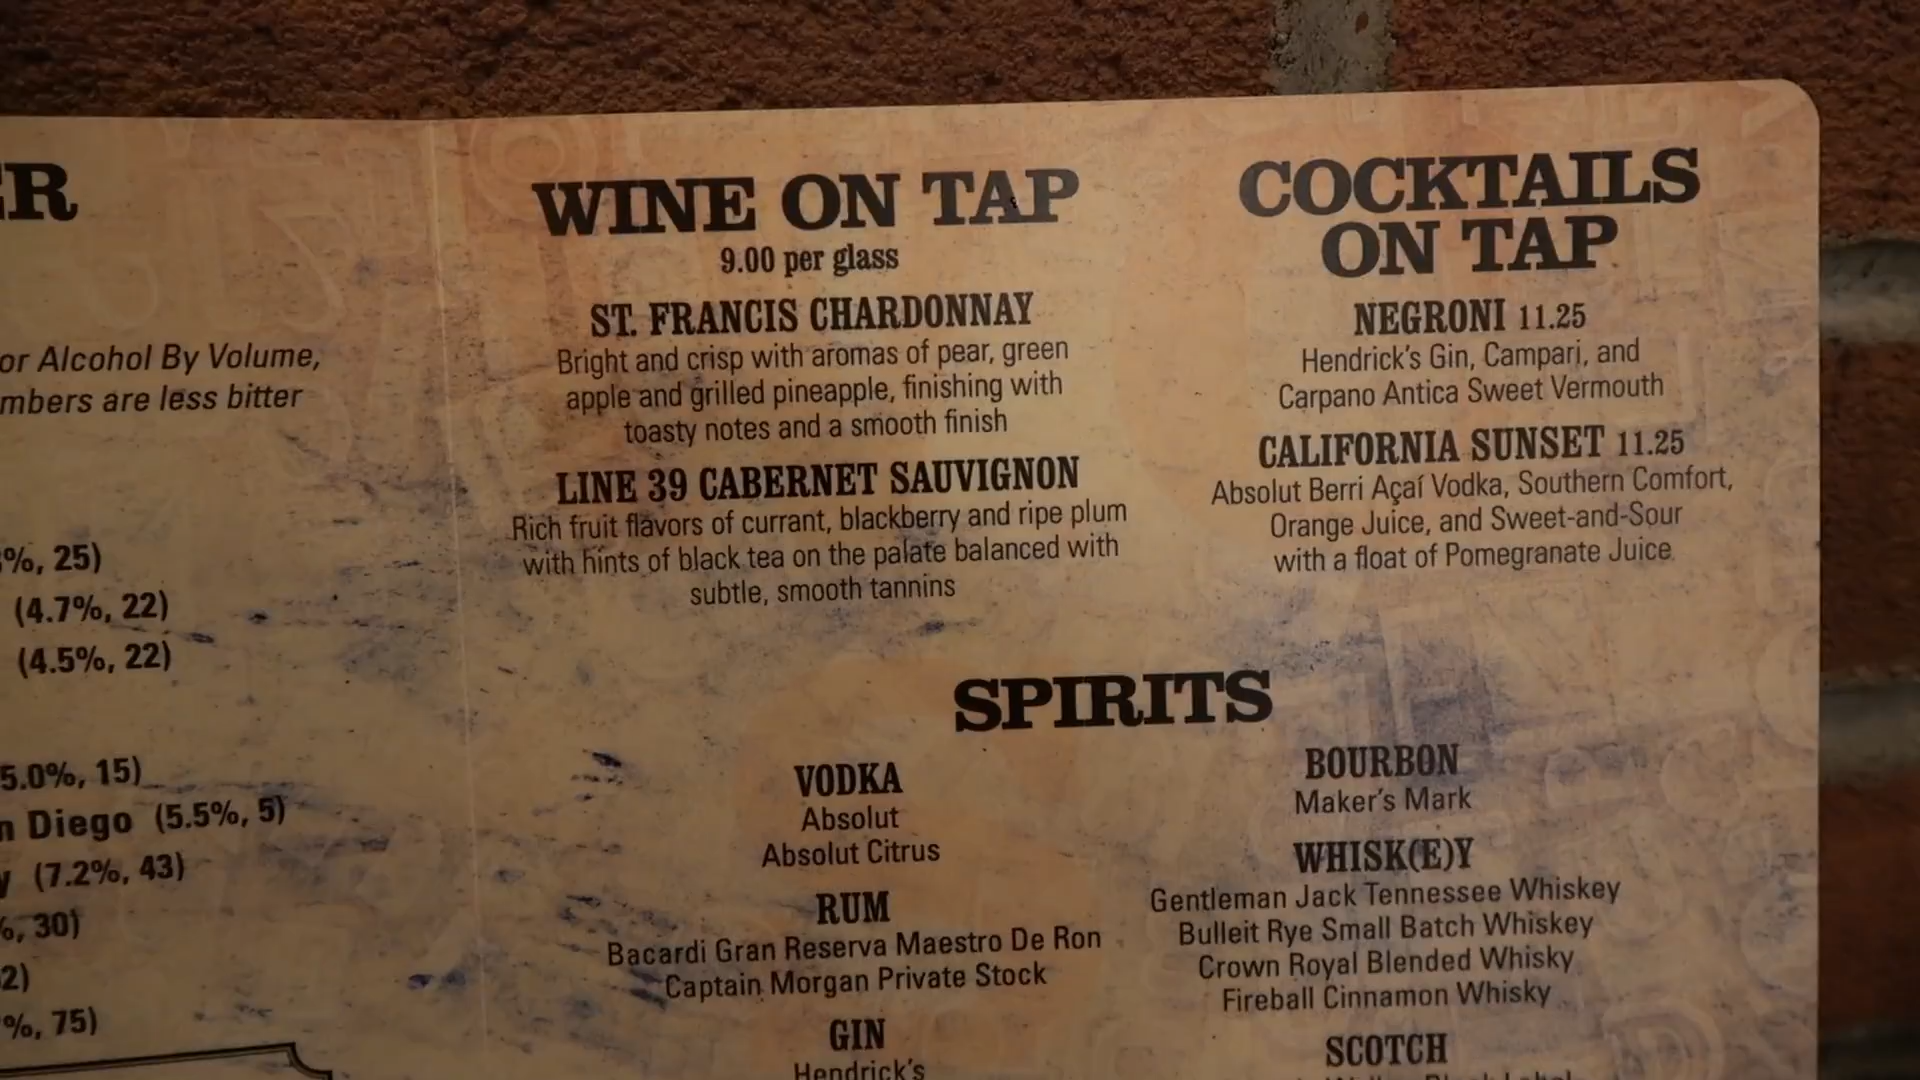 ER
or Alcohol By Volume,
mbers are less bitter
%, 25)
(4.7%, 22)
(4.5%, 22)
5.0%, 15)
n Diego (5.5%, 5)
y (7.2%, 43)
%, 30)
2)
%, 75)
WINE ON TAP
9.00 per glass
ST. FRANCIS CHARDONNAY
Bright and crisp with aromas of pear, green
apple and grilled pineapple, finishing with
toasty notes and a smooth finish
LINE 39 CABERNET SAUVIGNON
Rich fruit flavors of currant, blackberry and ripe plum
with hints of black tea on the palate balanced with
subtle, smooth tannins
COCKTAILS
ON TAP
NEGRONI 11.25
Hendrick's Gin, Campari, and
Carpano Antica Sweet Vermouth
CALIFORNIA SUNSET 11.25
Absolut Berri Açaí Vodka, Southern Comfort,
Orange Juice, and Sweet-and-Sour
with a float of Pomegranate Juice
SPIRITS
VODKA
Absolut
Absolut Citrus
RUM
Bacardi Gran Reserva Maestro De Ron
Captain Morgan Private Stock
GIN
Hendrick's
BOURBON
Maker's Mark
WHISK(E)Y
Gentleman Jack Tennessee Whiskey
Bulleit Rye Small Batch Whiskey
Crown Royal Blended Whisky
Fireball Cinnamon Whisky
SCOTCH